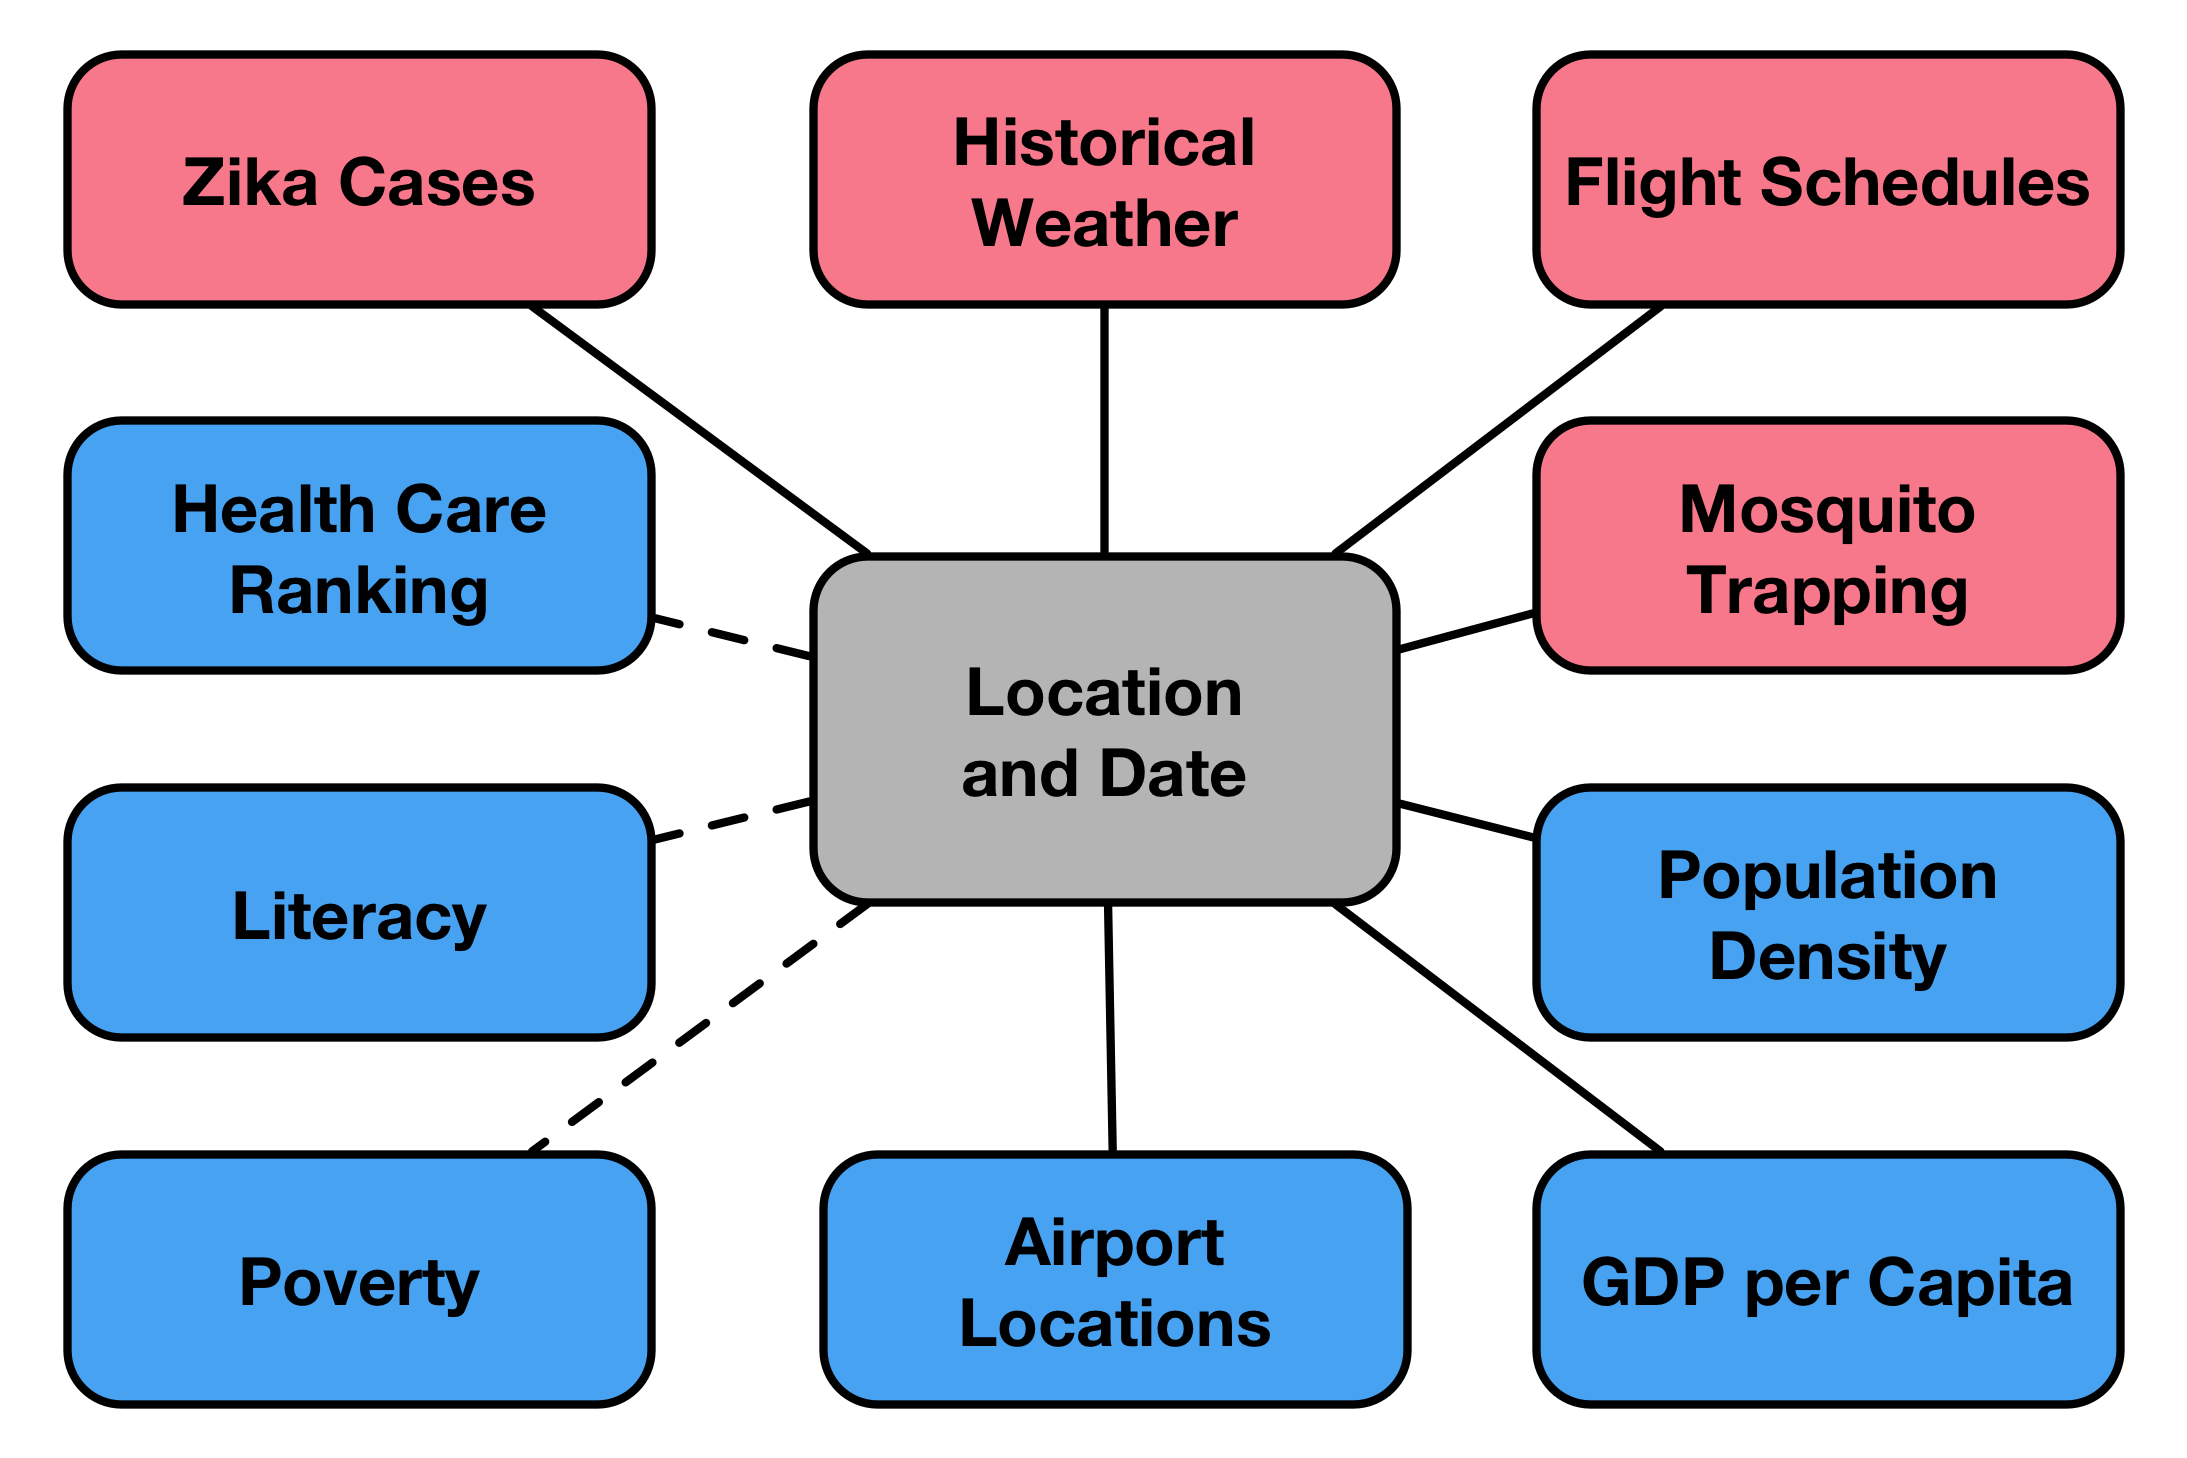 Zika Cases
Historical
Weather
Flight Schedules
Health Care
Ranking
Mosquito
Trapping
Location
and Date
Literacy
Population
Density
Poverty
Airport
Locations
GDP per Capita